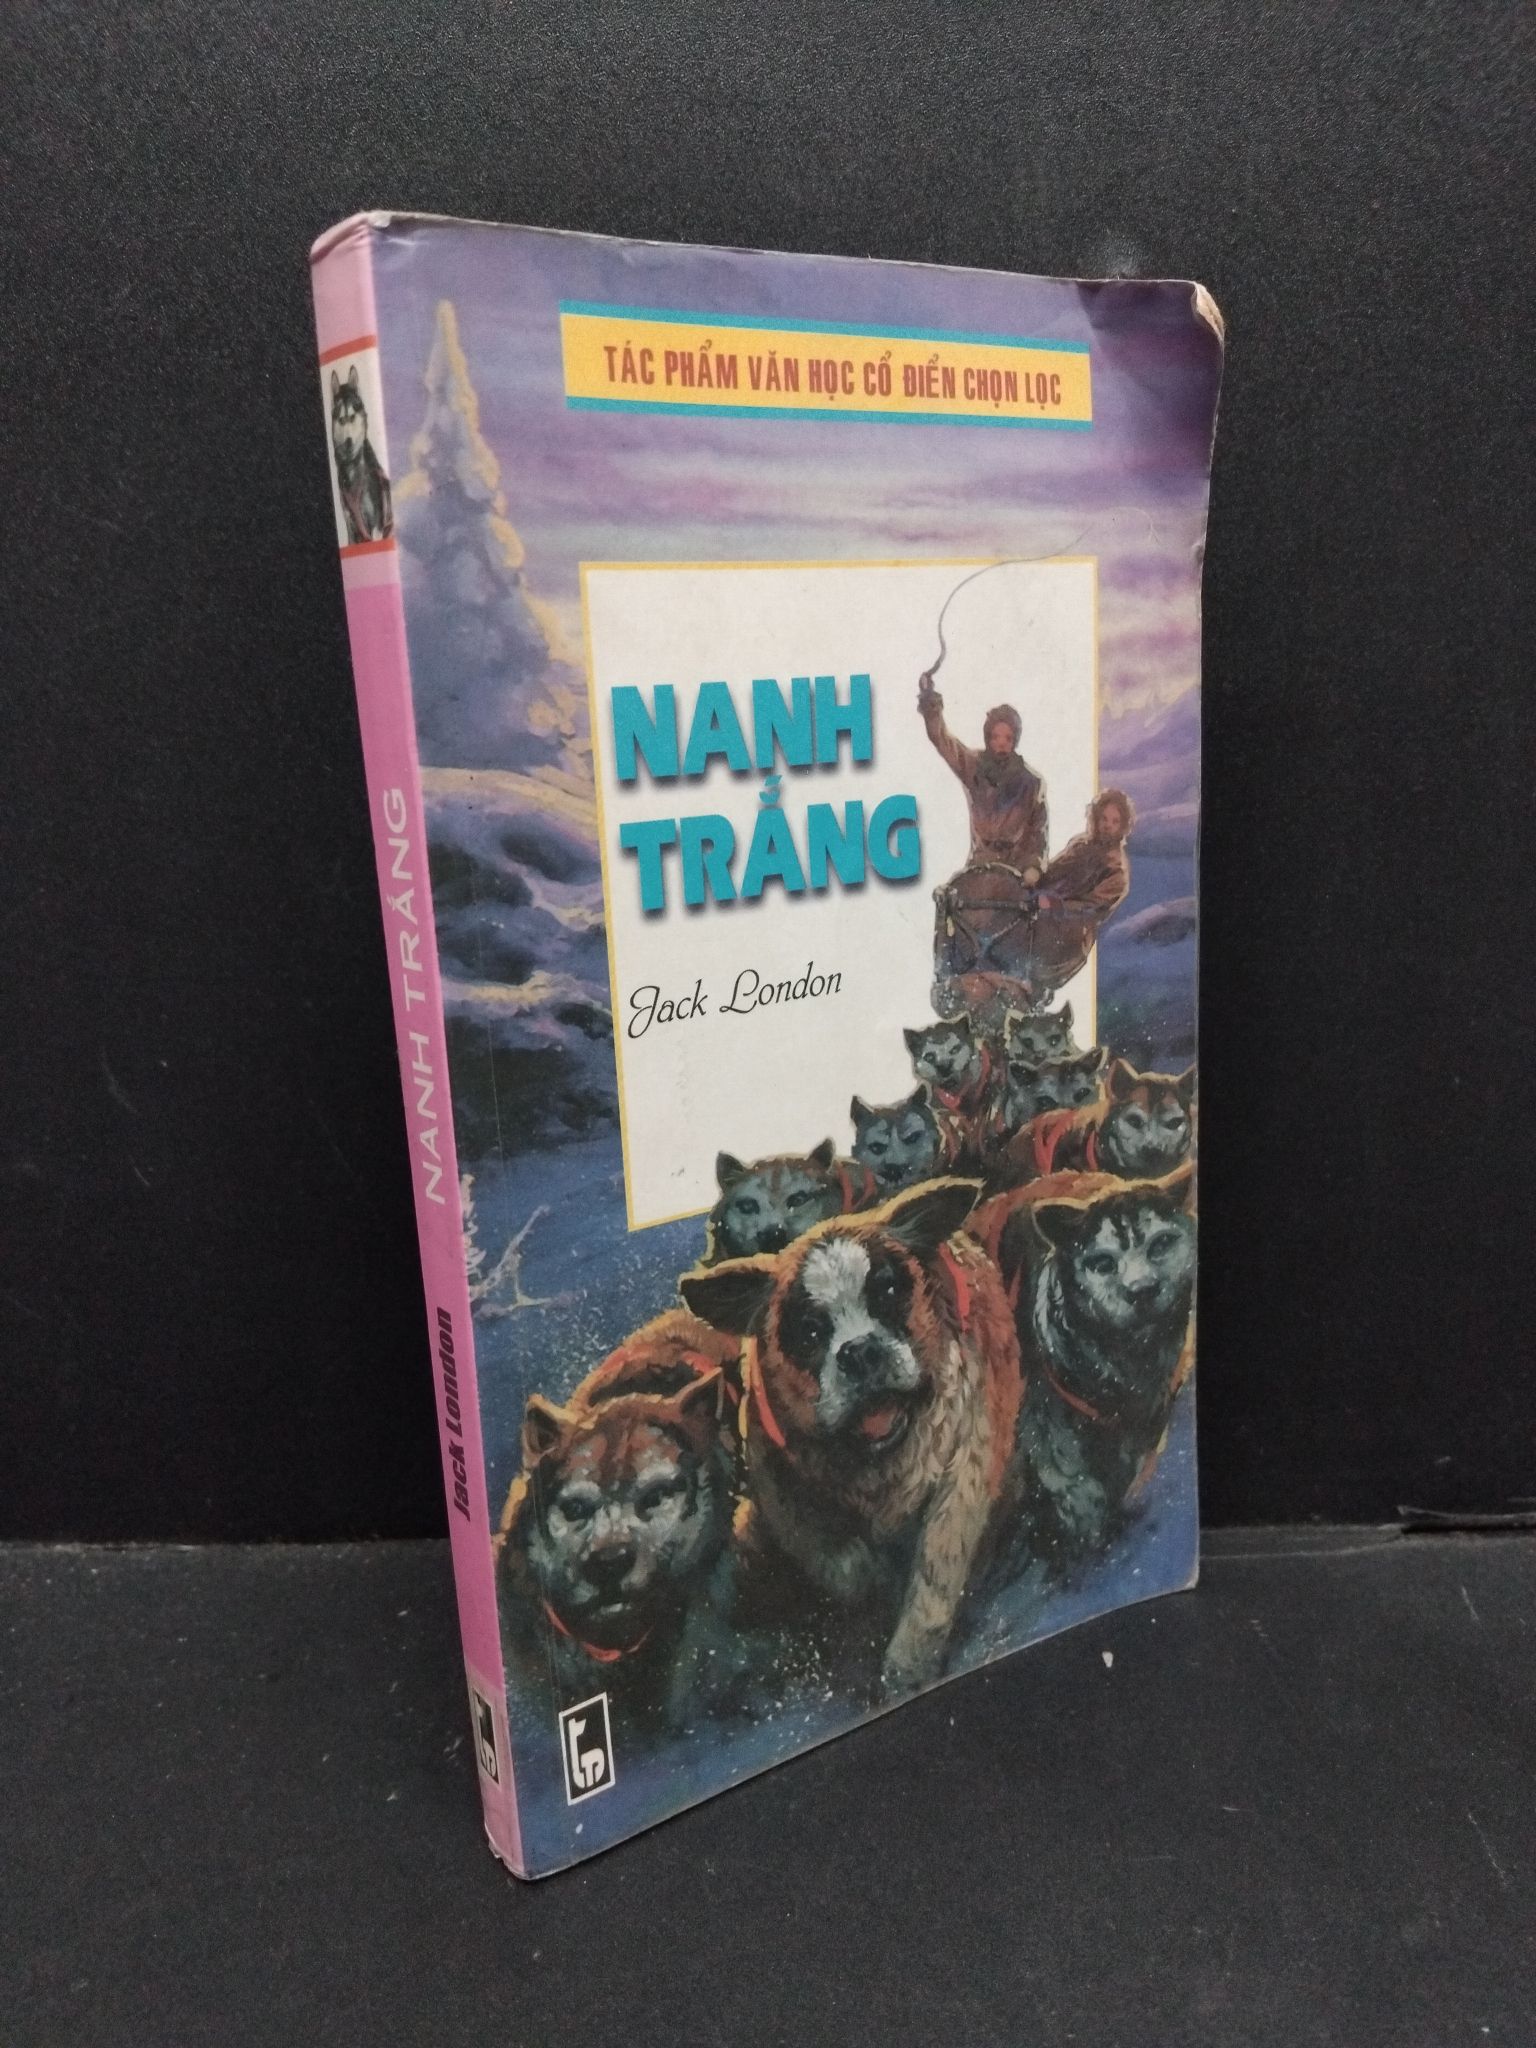 TÁC PHẨM VĂN HỌC CỔ ĐIỂN CHỌN LỌC
NANH
TRẮNG
Jack London
NANH TRẮNG
Jack London